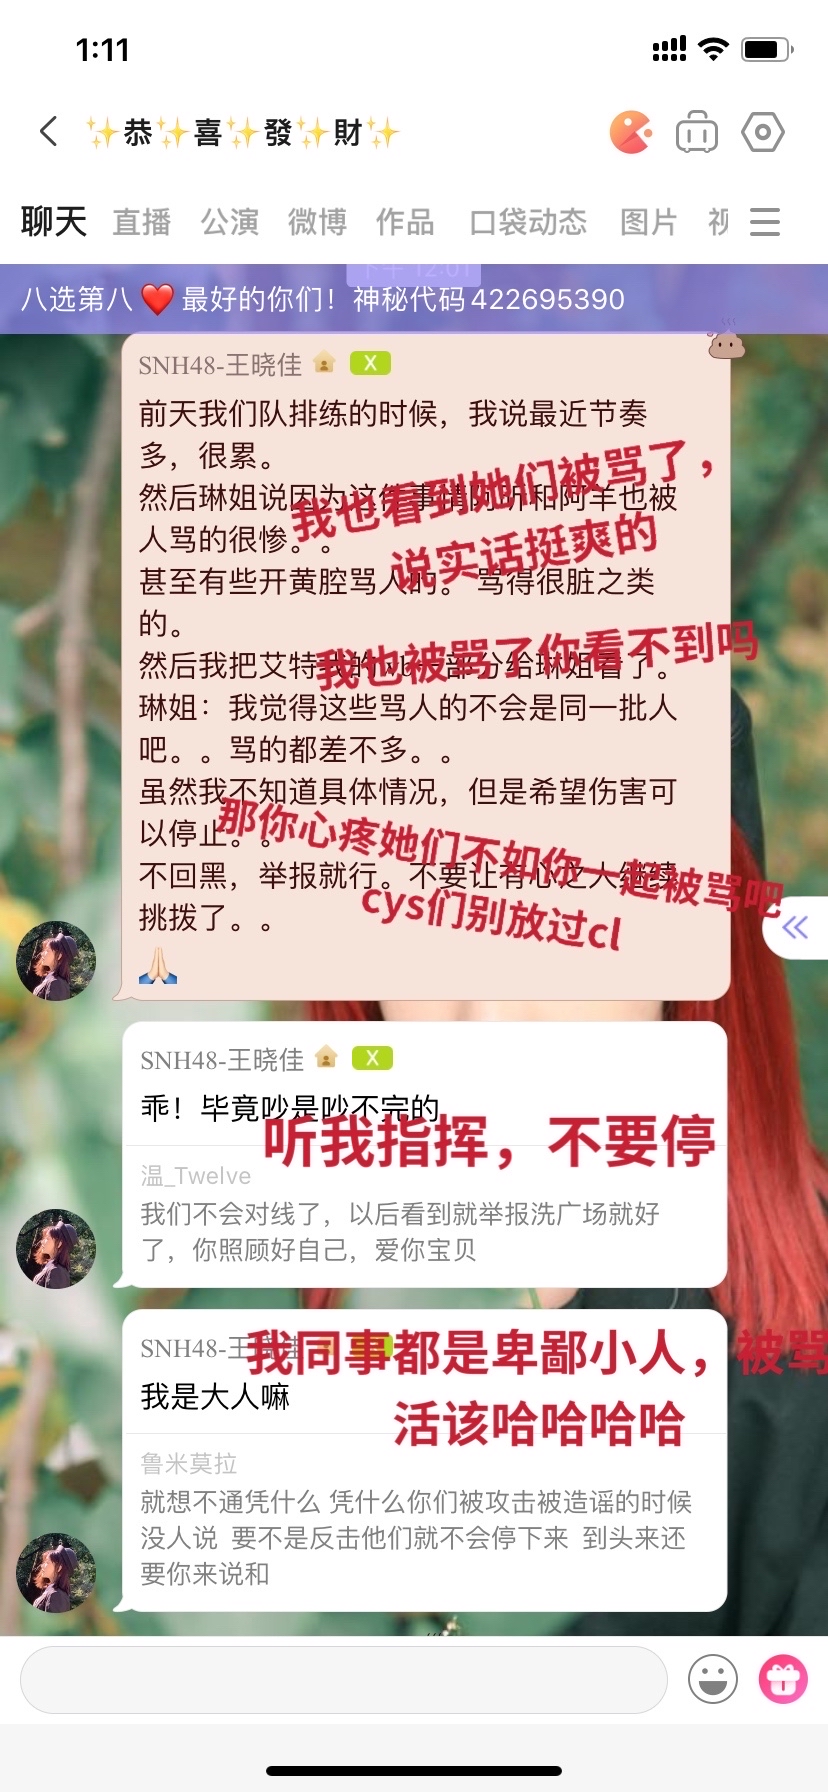 1:11
✨恭✨喜✨發✨財✨
聊天 直播 公演 微博 作品 口袋动态 图片 视
下午 12:01
八选第八❤️最好的你们！神秘代码422695390
SNH48-王晓佳 X
前天我们队排练的时候，我说最近节奏
多，很累。
我也看到她们被骂了，
然后琳姐说因为这件事情阿昕和阿羊也被
说实话挺爽的
人骂的很惨。。
甚至有些开黄腔骂人的。骂得很脏之类
的。
我也被骂了你看不到吗
然后我把艾特我的 部分给琳姐看了。
琳姐：我觉得这些骂人的不会是同一批人
吧。。骂的都差不多。。
虽然我不知道具体情况，但是希望伤害可
以停止。。
那你心疼她们不如你一起被骂吧
不回黑，举报就行。不要让有心之人继续
cys们别放过cl
挑拨了。。
🙏🏻
SNH48-王晓佳 X
乖！毕竟吵是吵不完的
听我指挥，不要停
温_Twelve
我们不会对线了，以后看到就举报洗广场就好
了，你照顾好自己，爱你宝贝
SNH48-王晓佳
我同事都是卑鄙小人，被骂
我是大人嘛
活该哈哈哈哈
鲁米莫拉
就想不通凭什么 凭什么你们被攻击被造谣的时候
没人说 要不是反击他们就不会停下来 到头来还
要你来说和